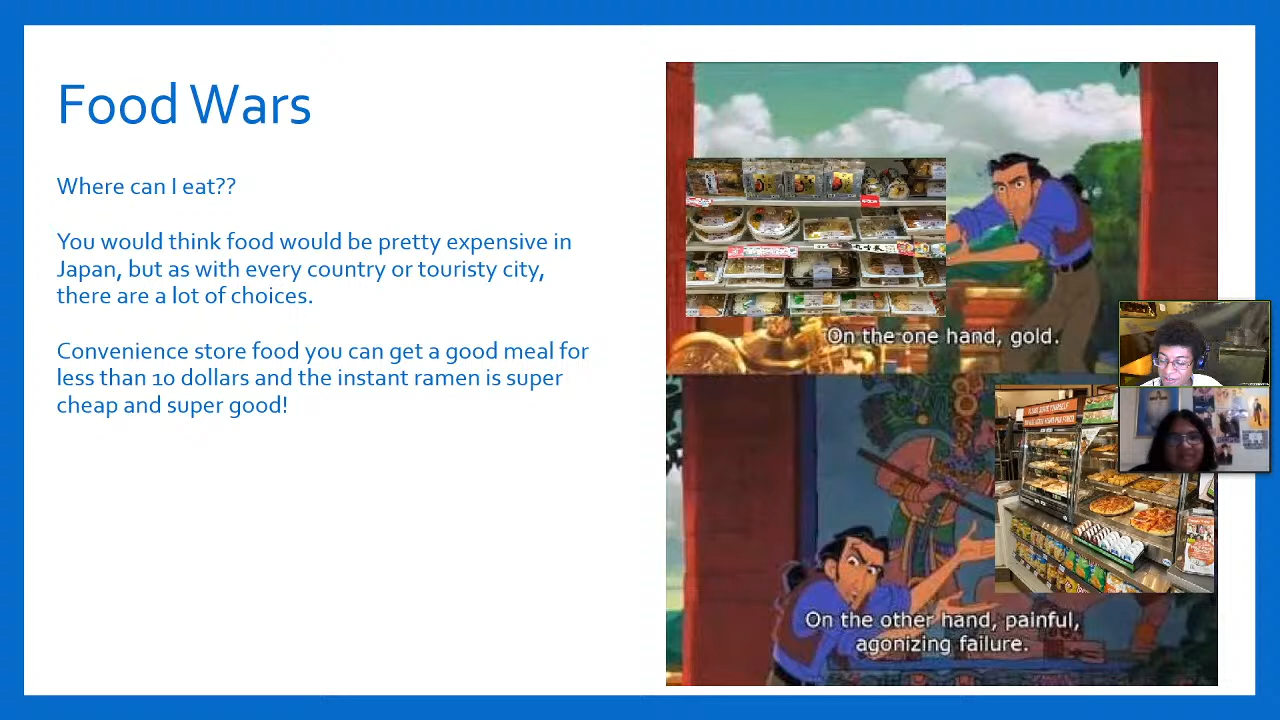 Food Wars
Where can I eat??
You would think food would be pretty expensive in
Japan, but as with every country or touristy city,
there are a lot of choices.
Convenience store food you can get a good meal for
less than 10 dollars and the instant ramen is super
cheap and super good!
On the one hand, gold.
PLEASE SERVE YOURSELF
On the other hand, painful,
agonizing failure.